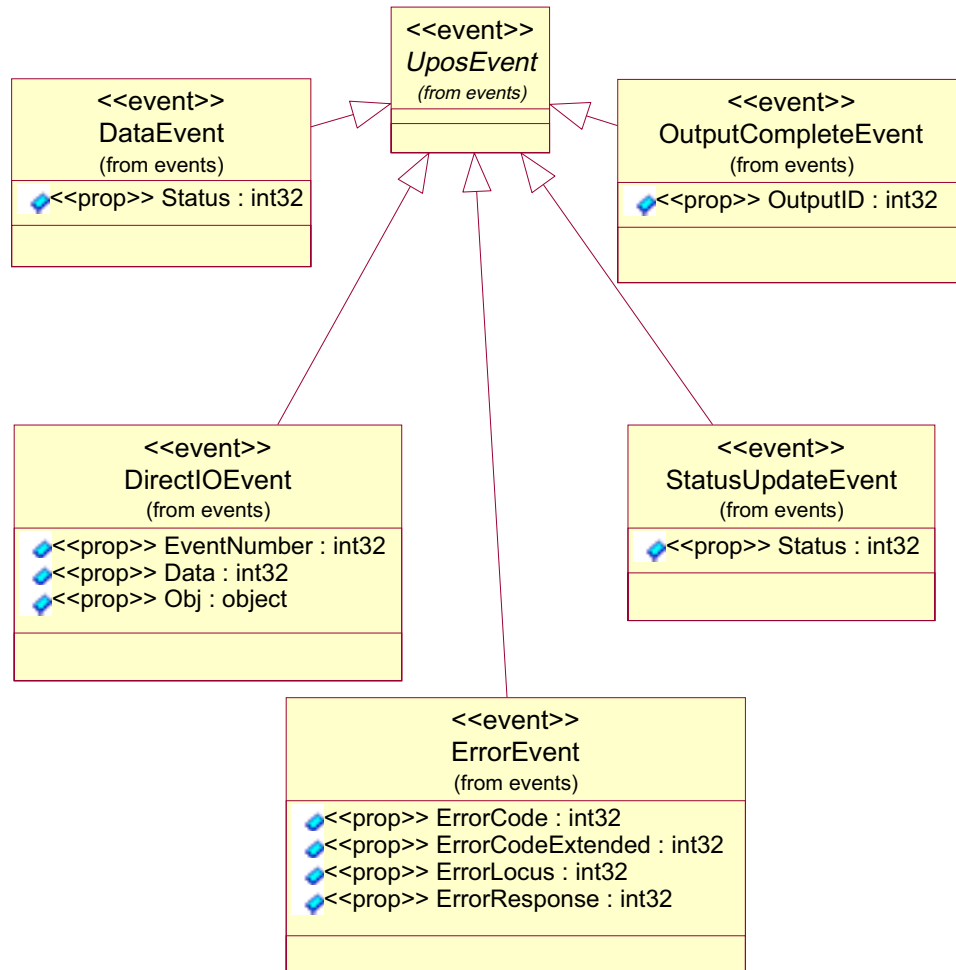 <<event>>
UposEvent
(from events)
<<event>>
DataEvent
(from events)
<<prop>> Status : int32
<<event>>
OutputCompleteEvent
(from events)
<<prop>> OutputID : int32
<<event>>
DirectIOEvent
(from events)
<<prop>> EventNumber : int32
<<prop>> Data : int32
<<prop>> Obj : object
<<event>>
StatusUpdateEvent
(from events)
<<prop>> Status : int32
<<event>>
ErrorEvent
(from events)
<<prop>> ErrorCode : int32
<<prop>> ErrorCodeExtended : int32
<<prop>> ErrorLocus : int32
<<prop>> ErrorResponse : int32